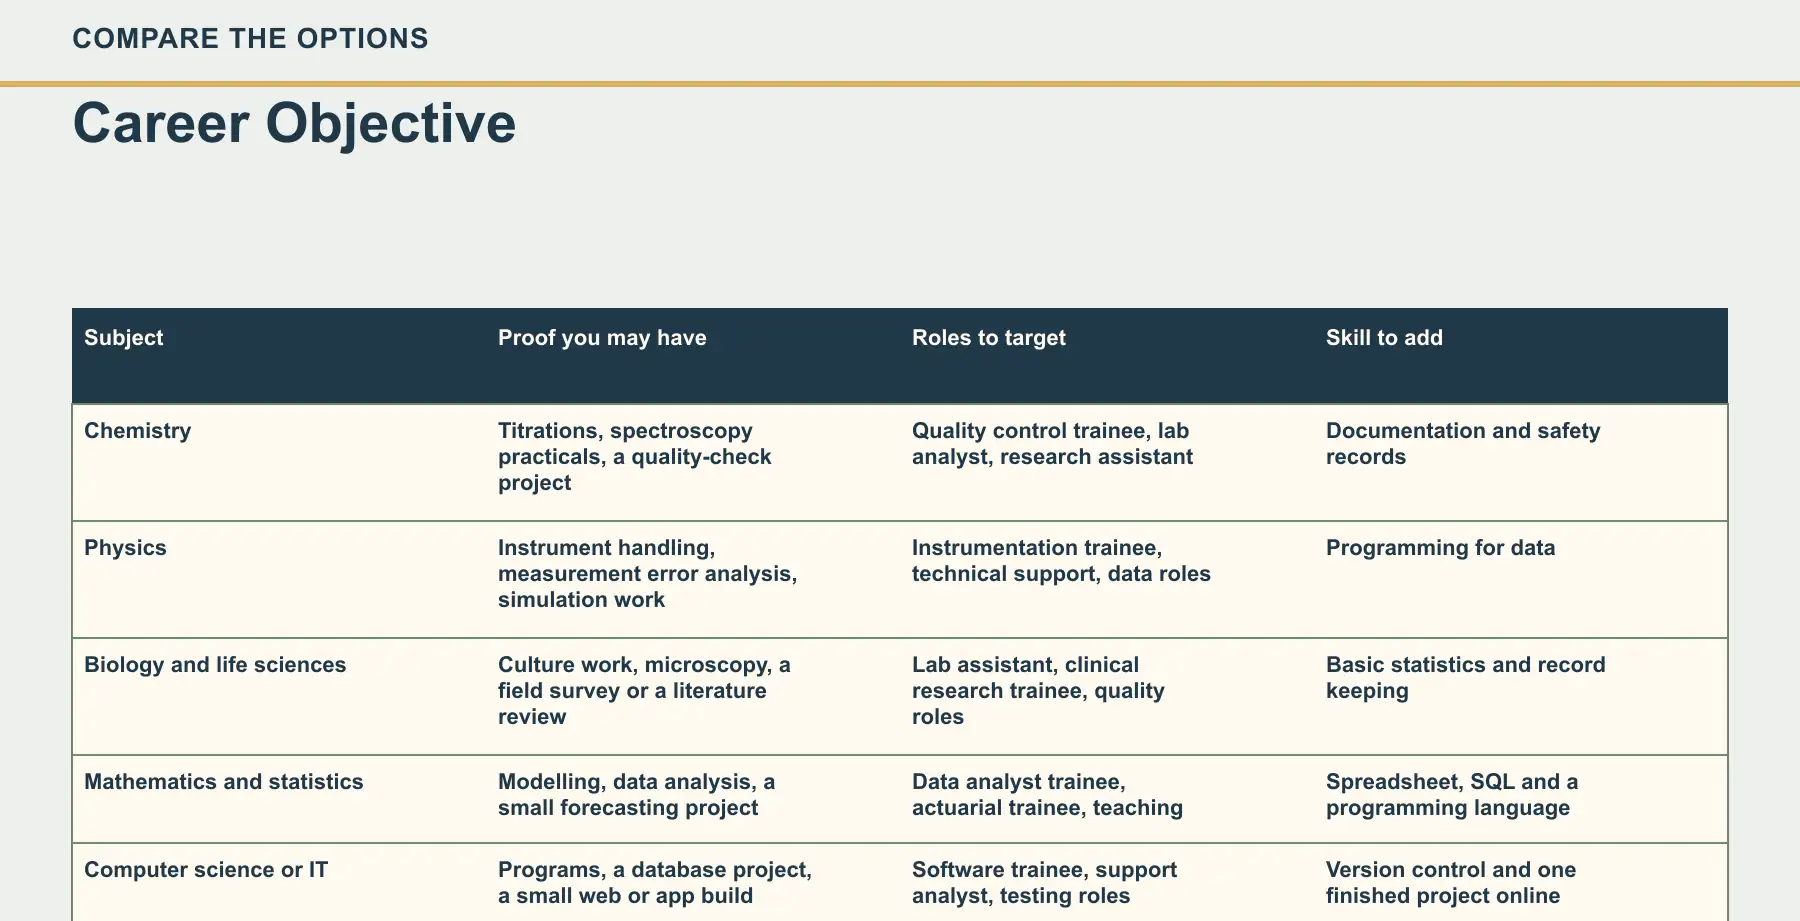 COMPARE THE OPTIONS
Career Objective
Subject
Proof you may have
Roles to target
Skill to add
Chemistry
Titrations, spectroscopy
practicals, a quality-check
project
Quality control trainee, lab
analyst, research assistant
Documentation and safety
records
Physics
Instrument handling,
measurement error analysis,
simulation work
Instrumentation trainee,
technical support, data roles
Programming for data
Biology and life sciences
Culture work, microscopy, a
field survey or a literature
review
Lab assistant, clinical
research trainee, quality
roles
Basic statistics and record
keeping
Mathematics and statistics
Modelling, data analysis, a
small forecasting project
Data analyst trainee,
actuarial trainee, teaching
Spreadsheet, SQL and a
programming language
Computer science or IT
Programs, a database project,
a small web or app build
Software trainee, support
analyst, testing roles
Version control and one
finished project online